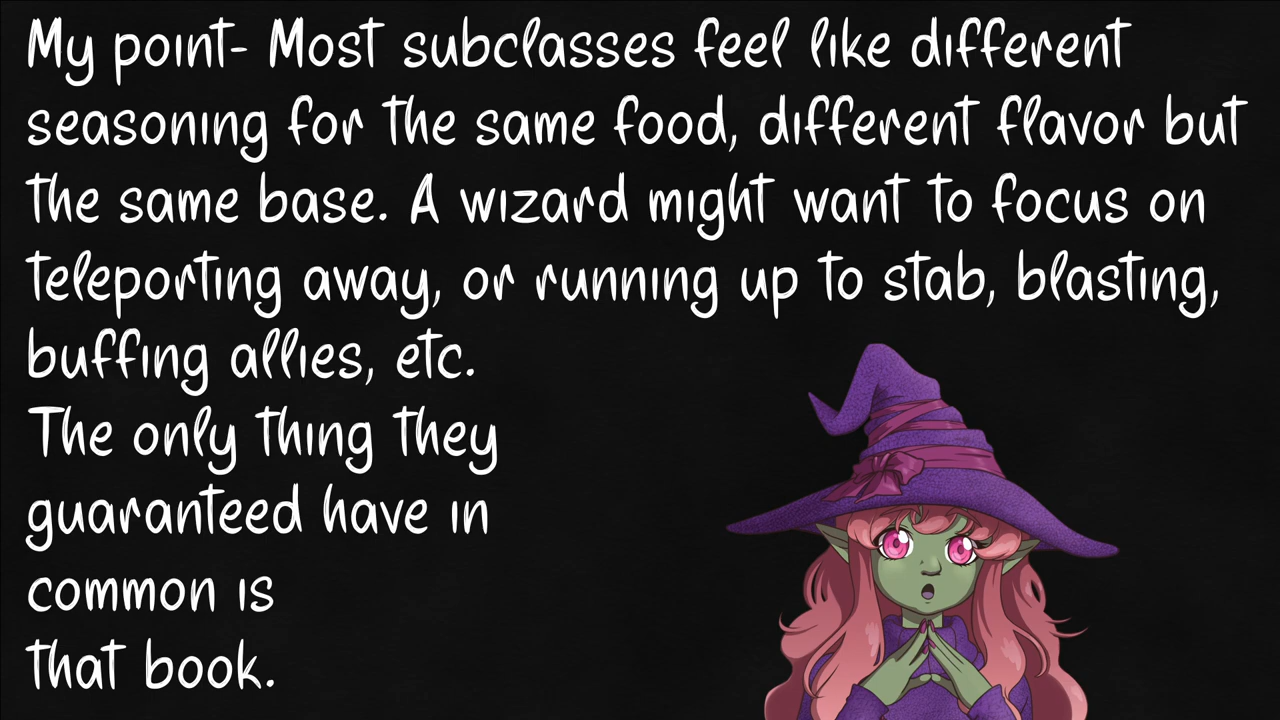 My point- Most subclasses feel like different
seasoning for the same food, different flavor but
the same base. A wizard might want to focus on
teleporting away, or running up to stab, blasting,
buffing allies, etc.
The only thing they
guaranteed have in
common is
that book.